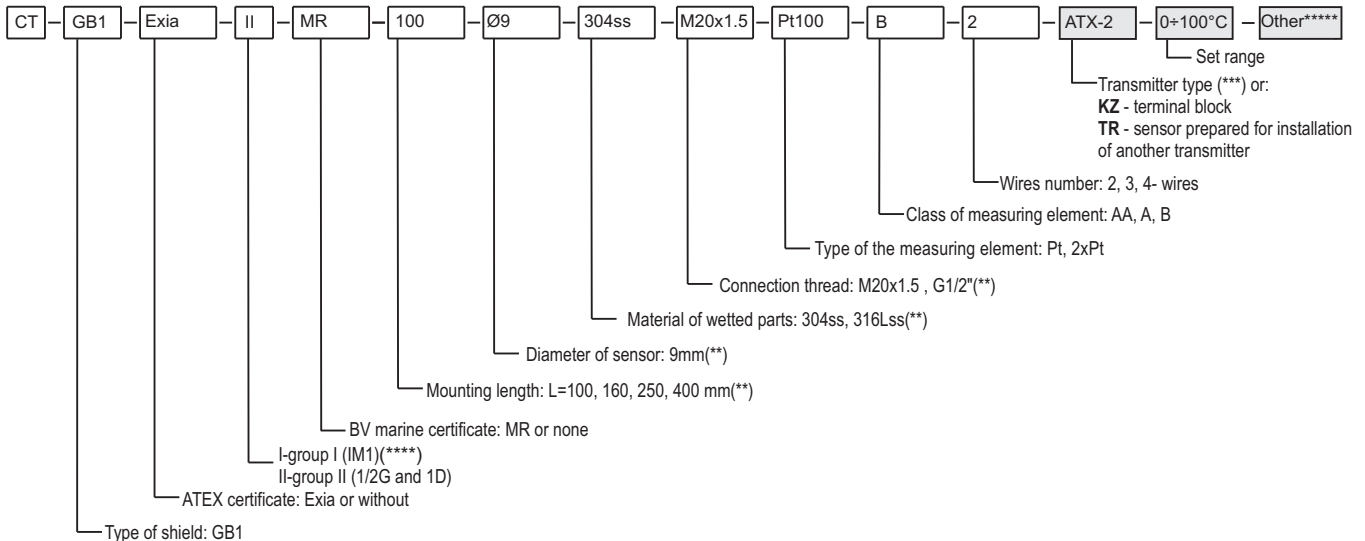 CT – GB1 – Exia – II – MR – 100 – Ø9 – 304ss – M20x1.5 – Pt100 – B – 2 – ATX-2 – 0÷100°C – Other*****
Set range
Transmitter type (***) or:
KZ - terminal block
TR - sensor prepared for installation
of another transmitter
Wires number: 2, 3, 4- wires
Class of measuring element: AA, A, B
Type of the measuring element: Pt, 2xPt
Connection thread: M20x1.5 , G1/2"(**)
Material of wetted parts: 304ss, 316Lss(**)
Diameter of sensor: 9mm(**)
Mounting length: L=100, 160, 250, 400 mm(**)
BV marine certificate: MR or none
I-group I (IM1)(****)
II-group II (1/2G and 1D)
ATEX certificate: Exia or without
Type of shield: GB1